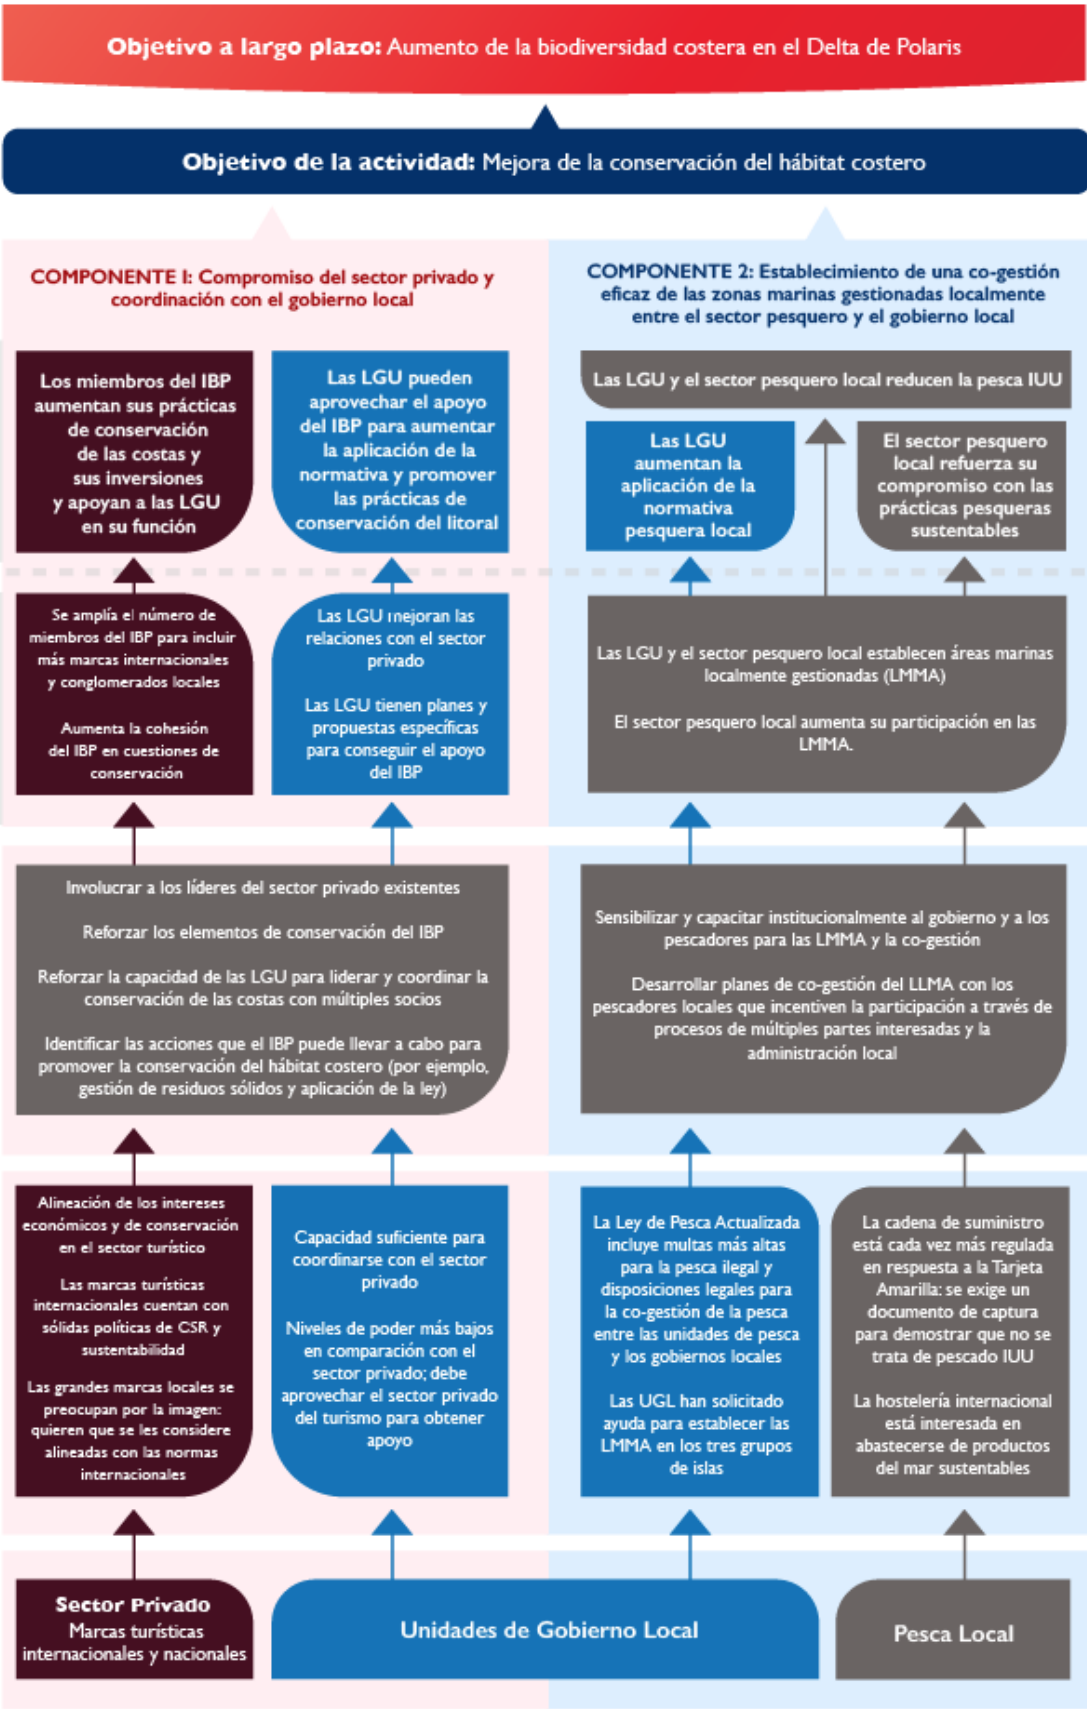 Objetivo a largo plazo: Aumento de la biodiversidad costera en el Delta de Polaris
Objetivo de la actividad: Mejora de la conservación del hábitat costero
COMPONENTE 1: Compromiso del sector privado y
coordinación con el gobierno local
COMPONENTE 2: Establecimiento de una co-gestión
eficaz de las zonas marinas gestionadas localmente
entre el sector pesquero y el gobierno local
Los miembros del IBP
aumentan sus prácticas
de conservación
de las costas y
sus inversiones
y apoyan a las LGU
en su función
Las LGU pueden
aprovechar el apoyo
del IBP para aumentar
la aplicación de la
normativa y promover
las prácticas de
conservación del litoral
Las LGU y el sector pesquero local reducen la pesca IUU
Las LGU
aumentan la
aplicación de la
normativa
pesquera local
El sector pesquero
local refuerza su
compromiso con las
prácticas pesqueras
sustentables
Se amplía el número de
miembros del IBP para incluir
más marcas internacionales
y conglomerados locales
Aumenta la cohesión
del IBP en cuestiones de
conservación
Las LGU mejoran las
relaciones con el sector
privado
Las LGU tienen planes y
propuestas específicas
para conseguir el apoyo
del IBP
Las LGU y el sector pesquero local establecen áreas marinas
localmente gestionadas (LMMA)
El sector pesquero local aumenta su participación en las
LMMA.
Involucrar a los líderes del sector privado existentes
Reforzar los elementos de conservación del IBP
Reforzar la capacidad de las LGU para liderar y coordinar la
conservación de las costas con múltiples socios
Identificar las acciones que el IBP puede llevar a cabo para
promover la conservación del hábitat costero (por ejemplo,
gestión de residuos sólidos y aplicación de la ley)
Sensibilizar y capacitar institucionalmente al gobierno y a los
pescadores para las LMMA y la co-gestión
Desarrollar planes de co-gestión del LLMA con los
pescadores locales que incentiven la participación a través de
procesos de múltiples partes interesadas y la
administración local
Alineación de los intereses
económicos y de conservación
en el sector turístico
Las marcas turísticas
internacionales cuentan con
sólidas políticas de CSR y
sustentabilidad
Las grandes marcas locales se
preocupan por la imagen:
quieren que se les considere
alineadas con las normas
internacionales
Capacidad suficiente para
coordinarse con el sector
privado
Niveles de poder más bajos
en comparación con el
sector privado; debe
aprovechar el sector privado
del turismo para obtener
apoyo
La Ley de Pesca Actualizada
incluye multas más altas
para la pesca ilegal y
disposiciones legales para
la co-gestión de la pesca
entre las unidades de pesca
y los gobiernos locales
Las UGL han solicitado
ayuda para establecer las
LMMA en los tres grupos
de islas
La cadena de suministro
está cada vez más regulada
en respuesta a la Tarjeta
Amarilla: se exige un
documento de captura
para demostrar que no se
trata de pescado IUU
La hostelería internacional
está interesada en
abastecerse de productos
del mar sustentables
Sector Privado
Marcas turísticas
internacionales y nacionales
Unidades de Gobierno Local
Pesca Local